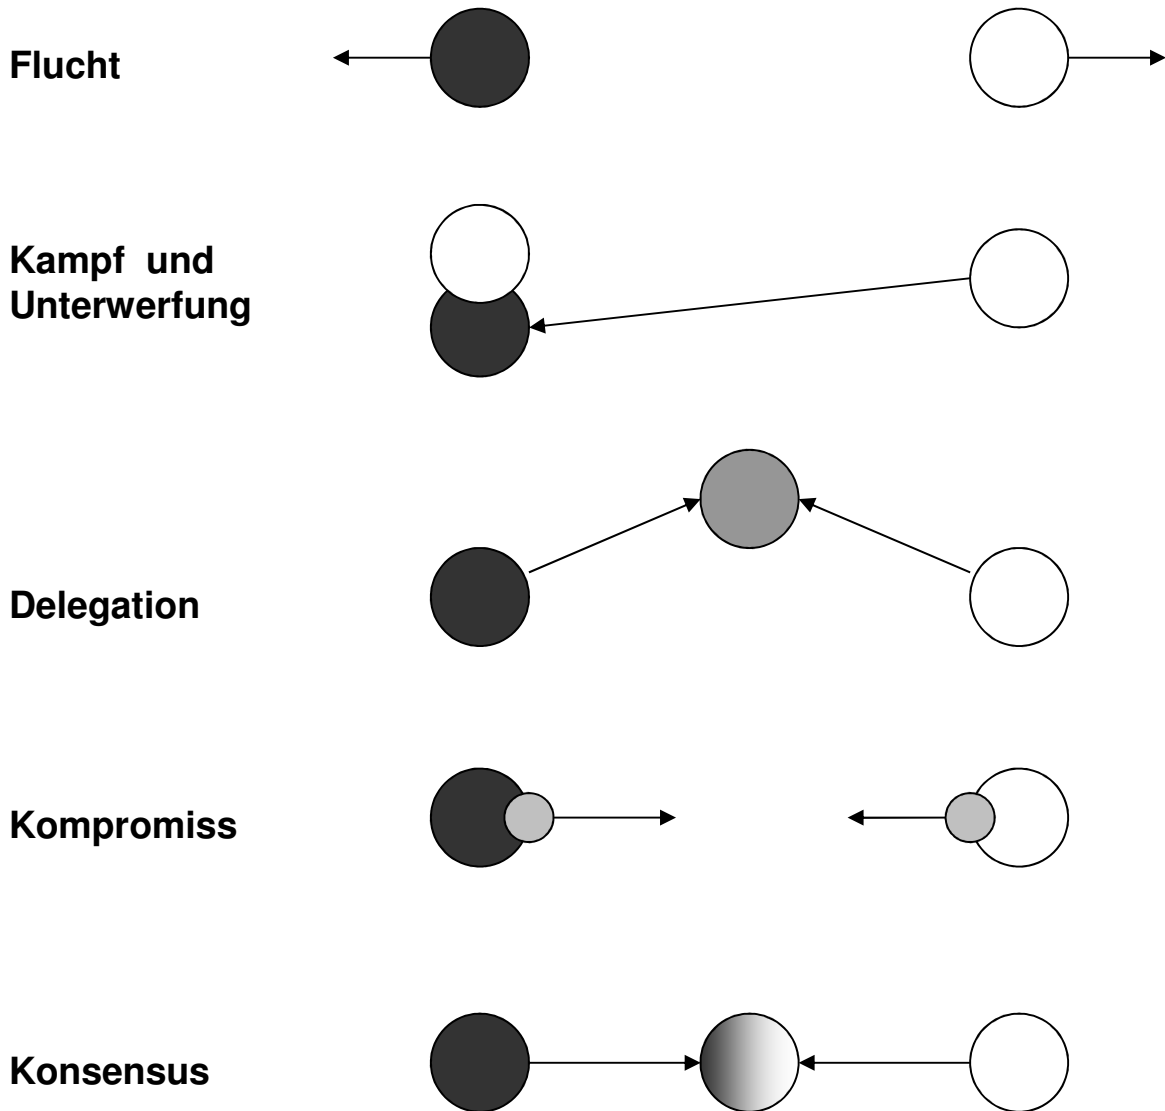 Flucht
Kampf und
Unterwerfung
Delegation
Kompromiss
Konsensus